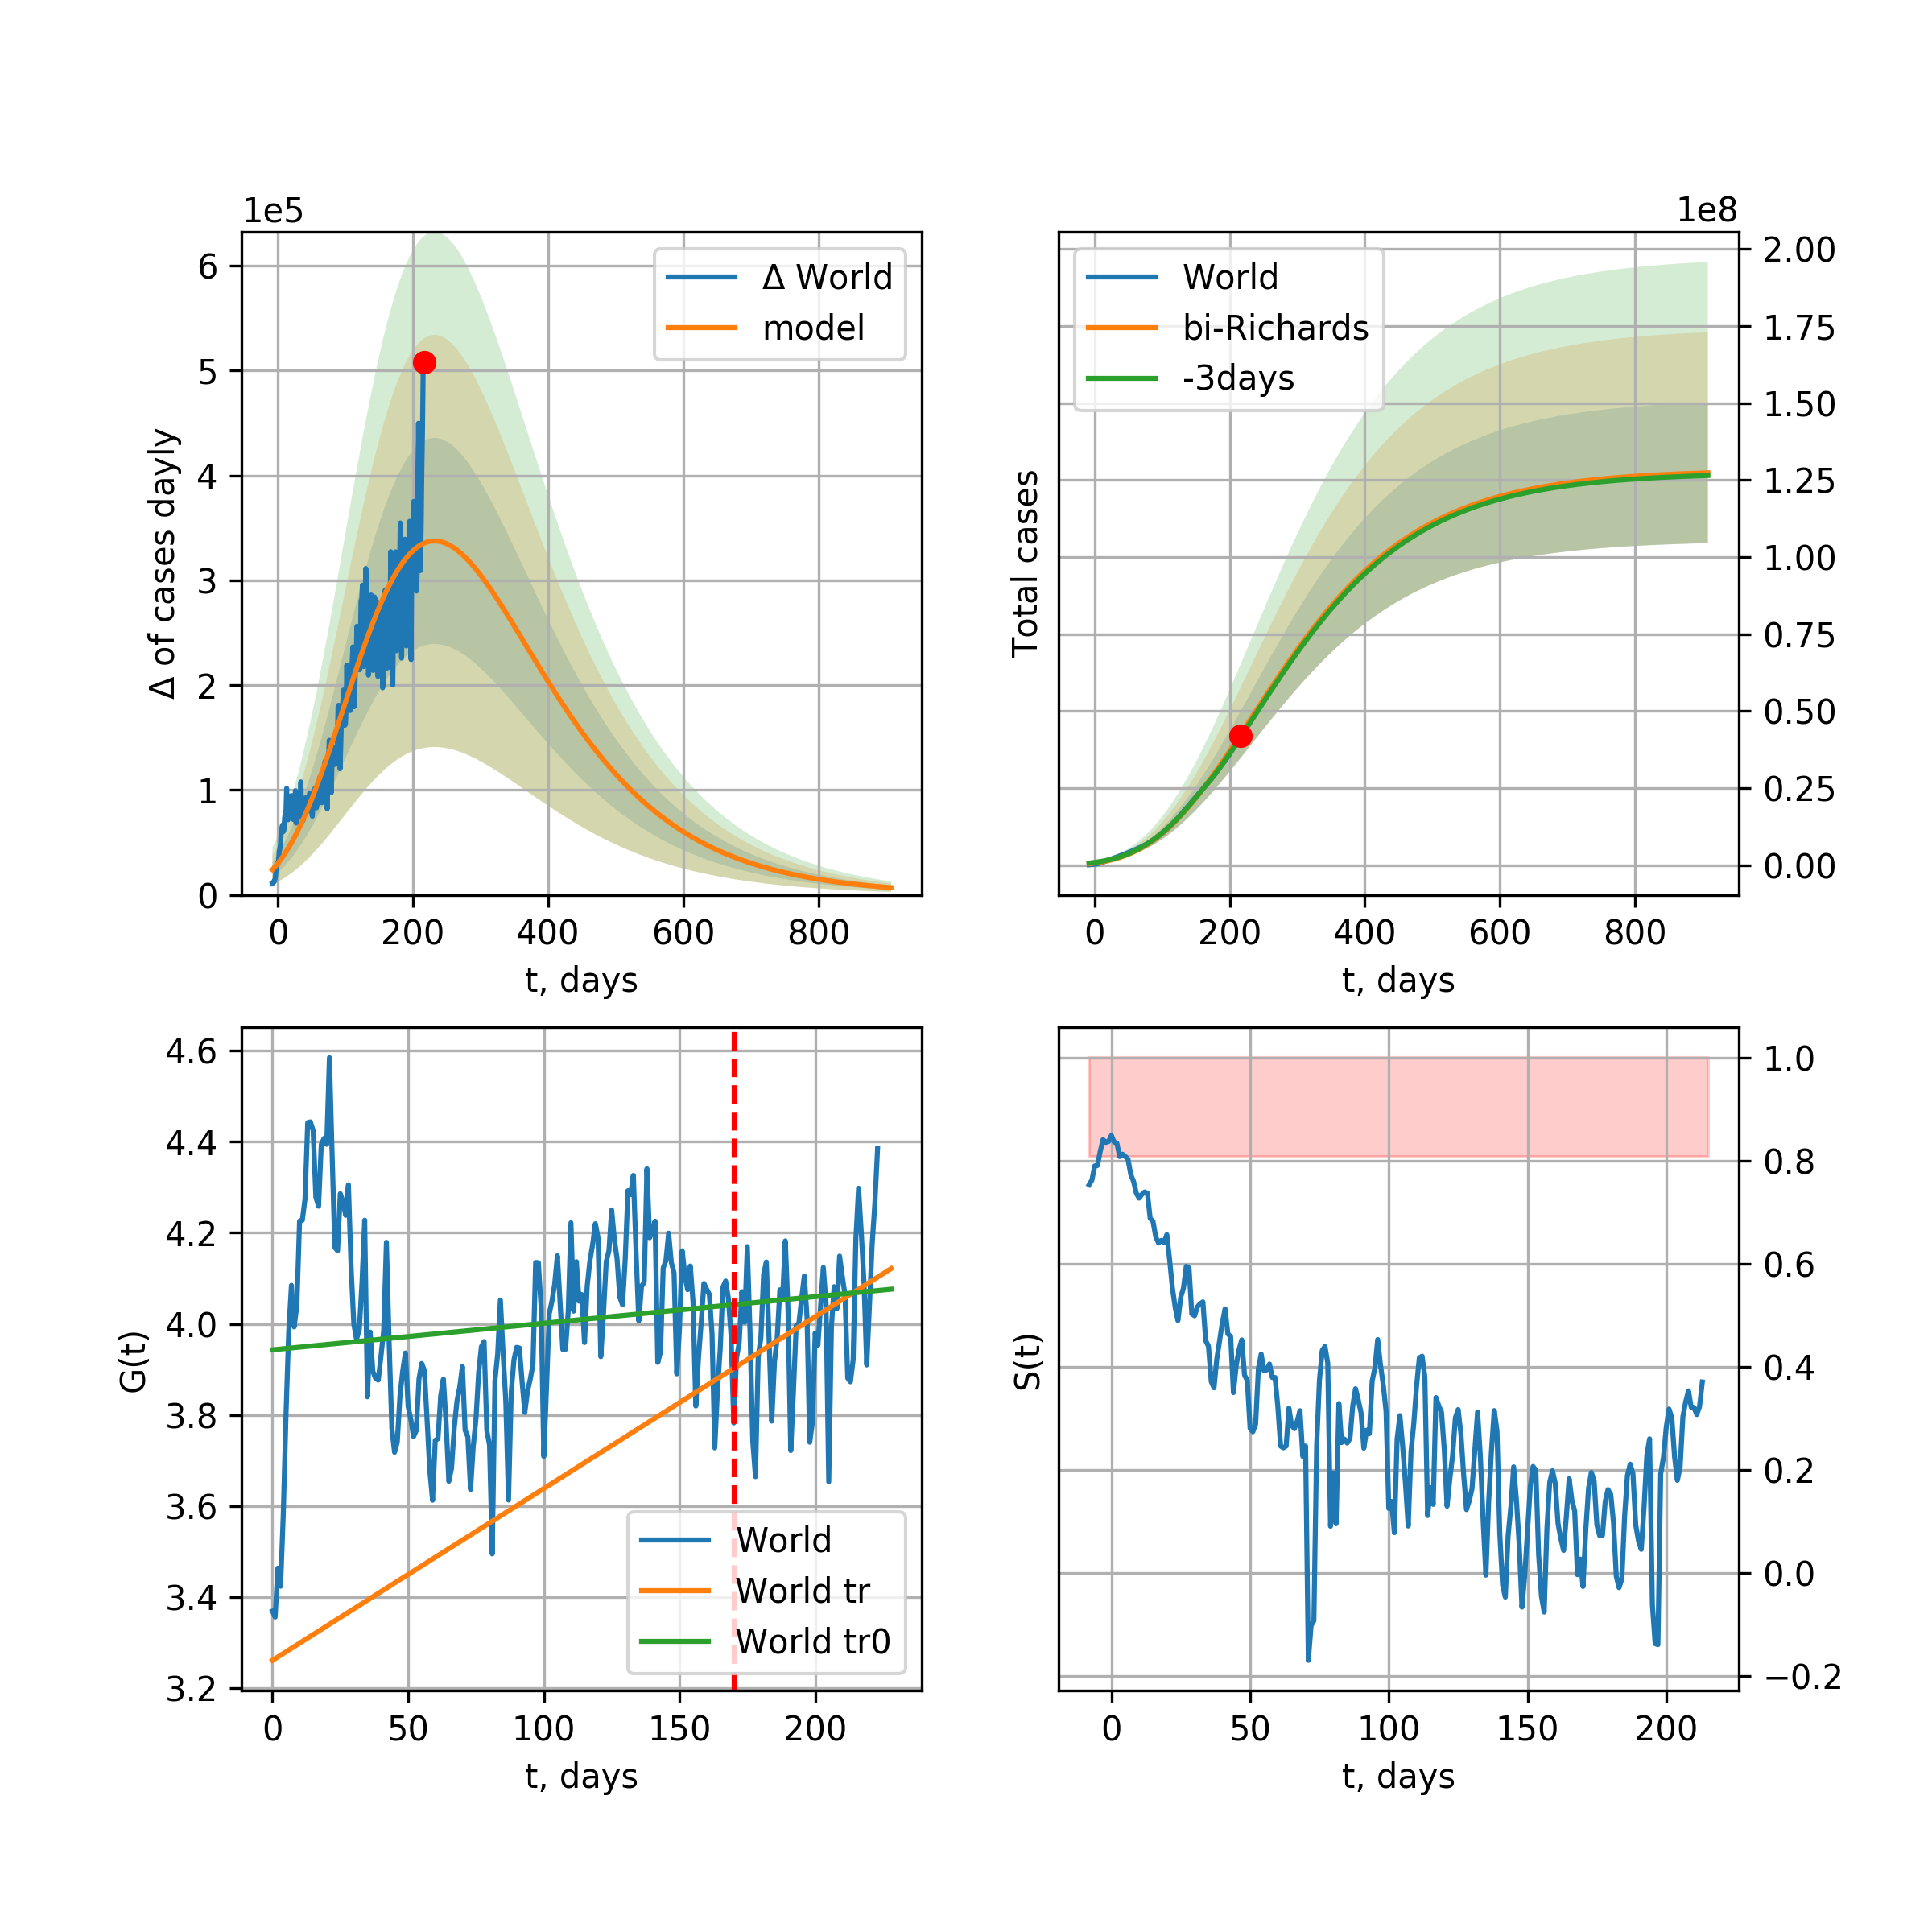 1e5
Δ of cases dayly
6
5
4
3
2
1
0
0 200 400 600 800
t, days
Δ World
model
1e8
Total cases
2.00
1.75
1.50
1.25
1.00
0.75
0.50
0.25
0.00
0 200 400 600 800
t, days
World
bi-Richards
-3days
G(t)
4.6
4.4
4.2
4.0
3.8
3.6
3.4
3.2
0 50 100 150 200
t, days
World
World tr
World tr0
S(t)
1.0
0.8
0.6
0.4
0.2
0.0
−0.2
0 50 100 150 200
t, days